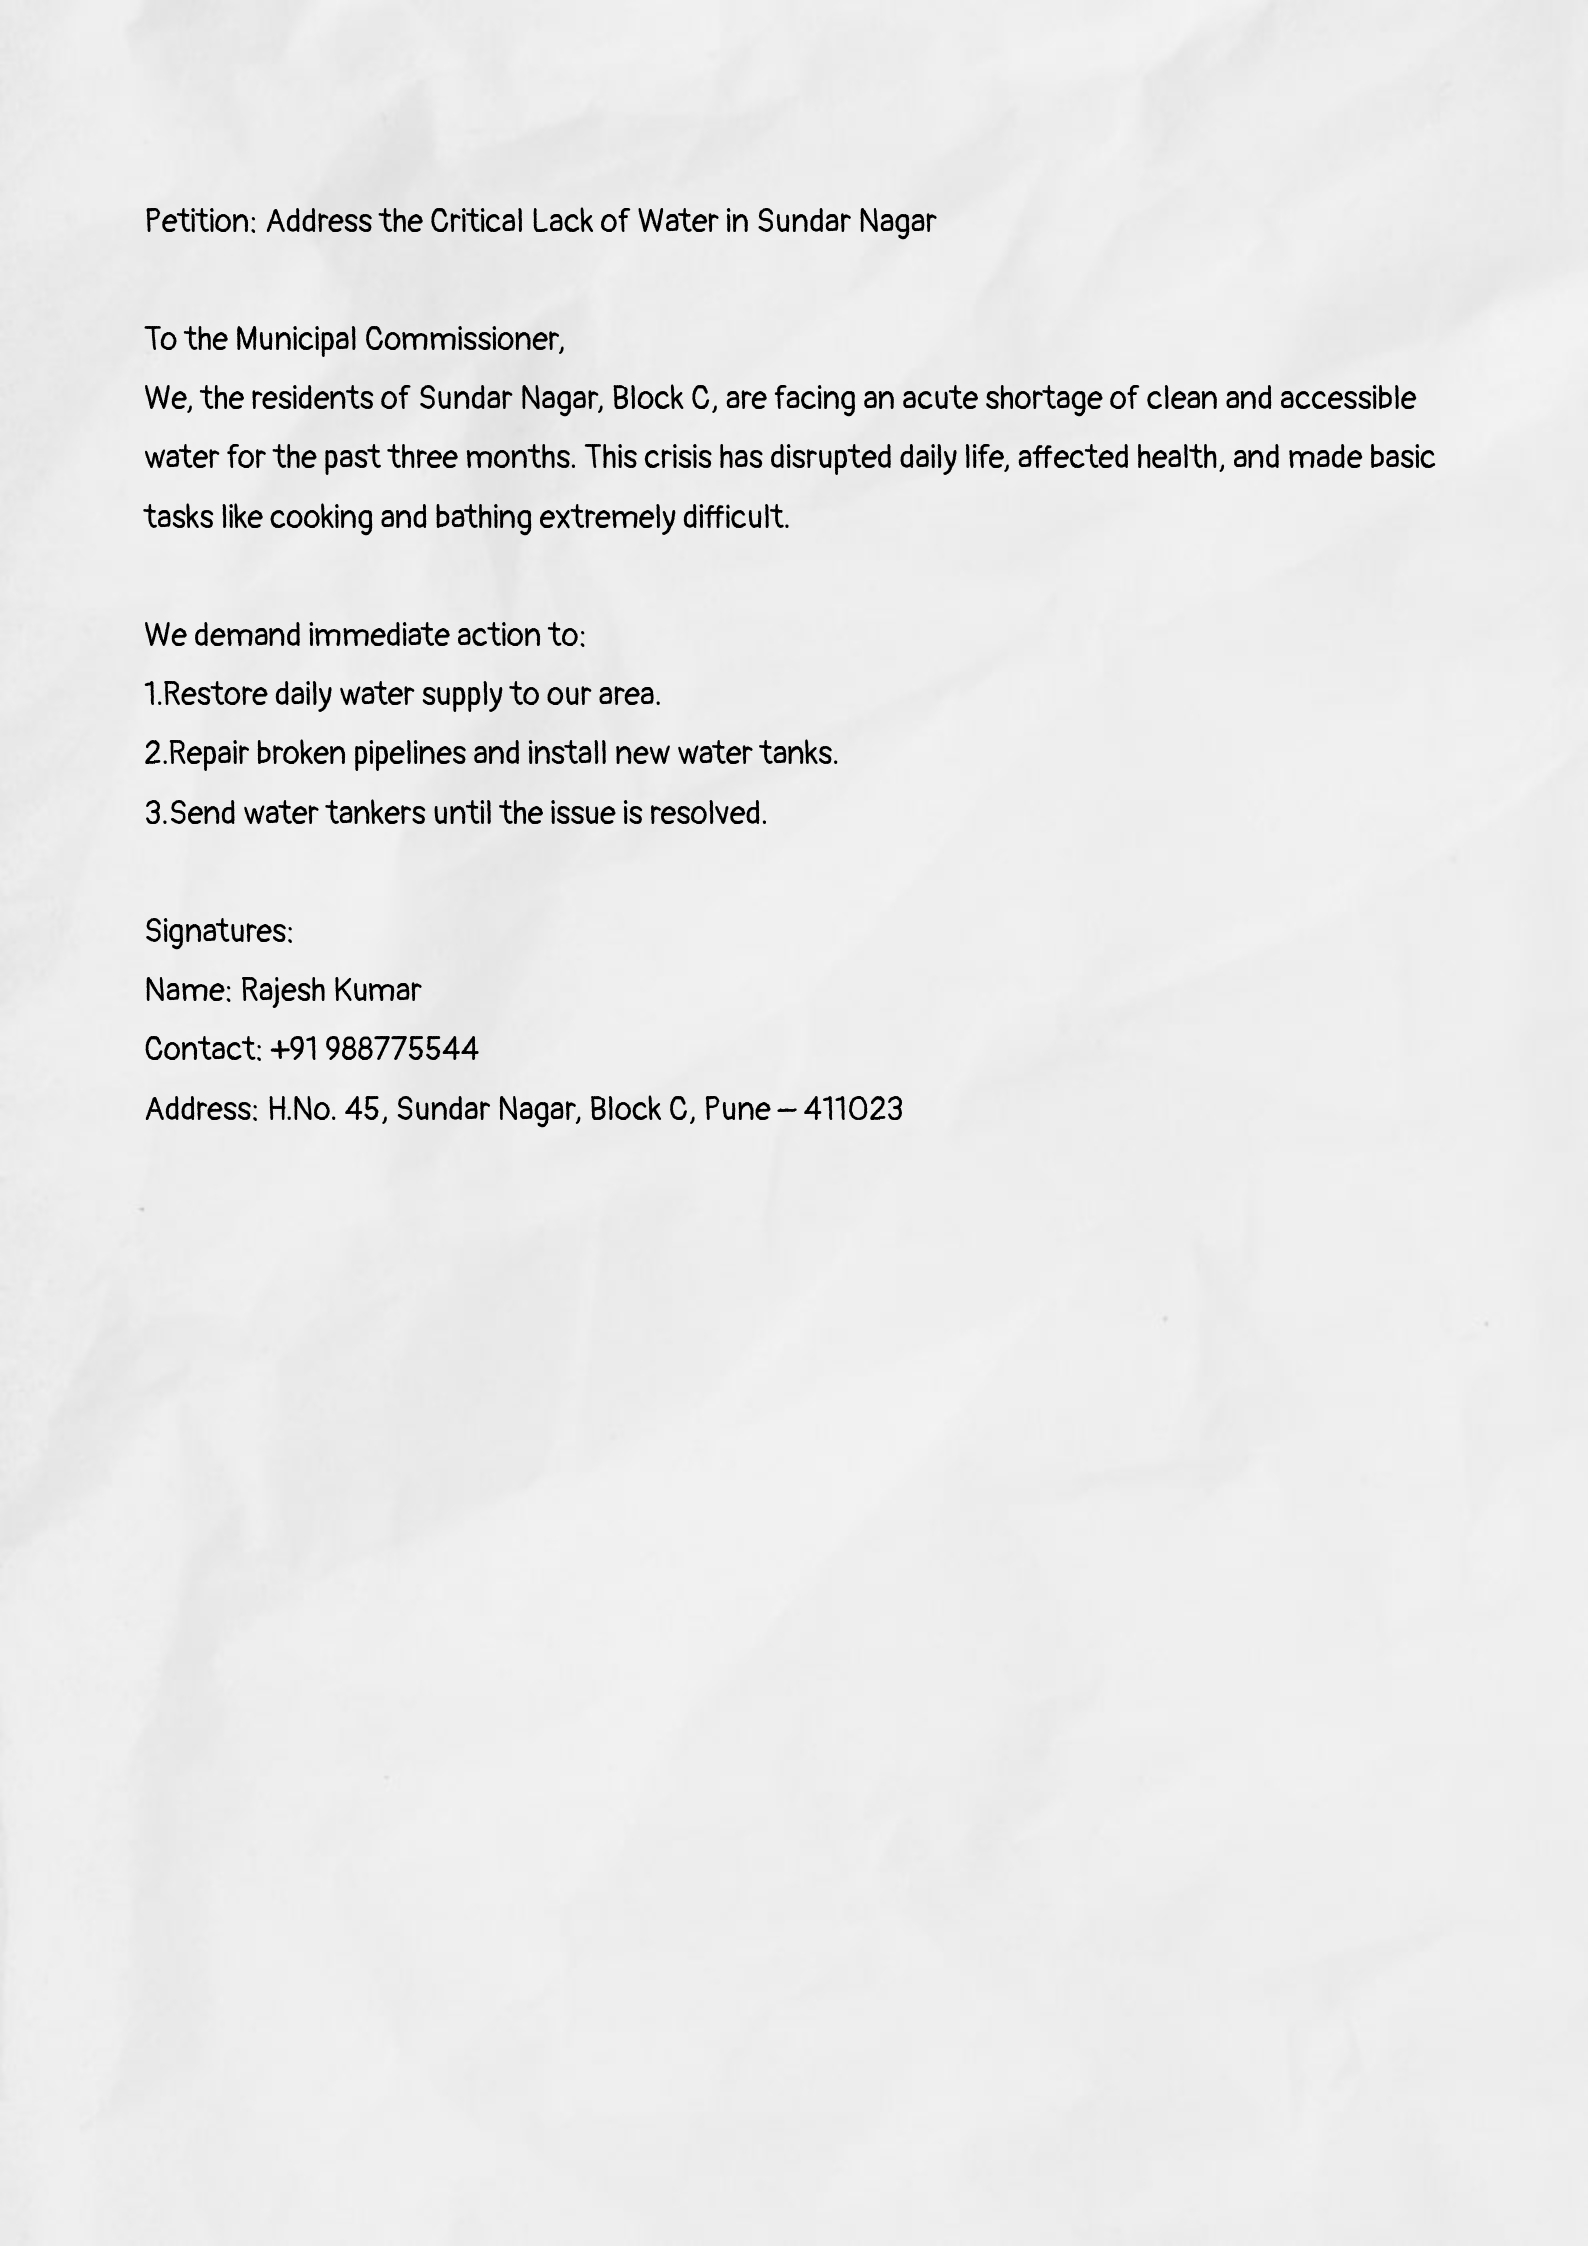 Petition: Address the Critical Lack of Water in Sundar Nagar
To the Municipal Commissioner,
We, the residents of Sundar Nagar, Block C, are facing an acute shortage of clean and accessible
water for the past three months. This crisis has disrupted daily life, affected health, and made basic
tasks like cooking and bathing extremely difficult.
We demand immediate action to:
1.Restore daily water supply to our area.
2.Repair broken pipelines and install new water tanks.
3.Send water tankers until the issue is resolved.
Signatures:
Name: Rajesh Kumar
Contact: +91 988775544
Address: H.No. 45, Sundar Nagar, Block C, Pune – 411023